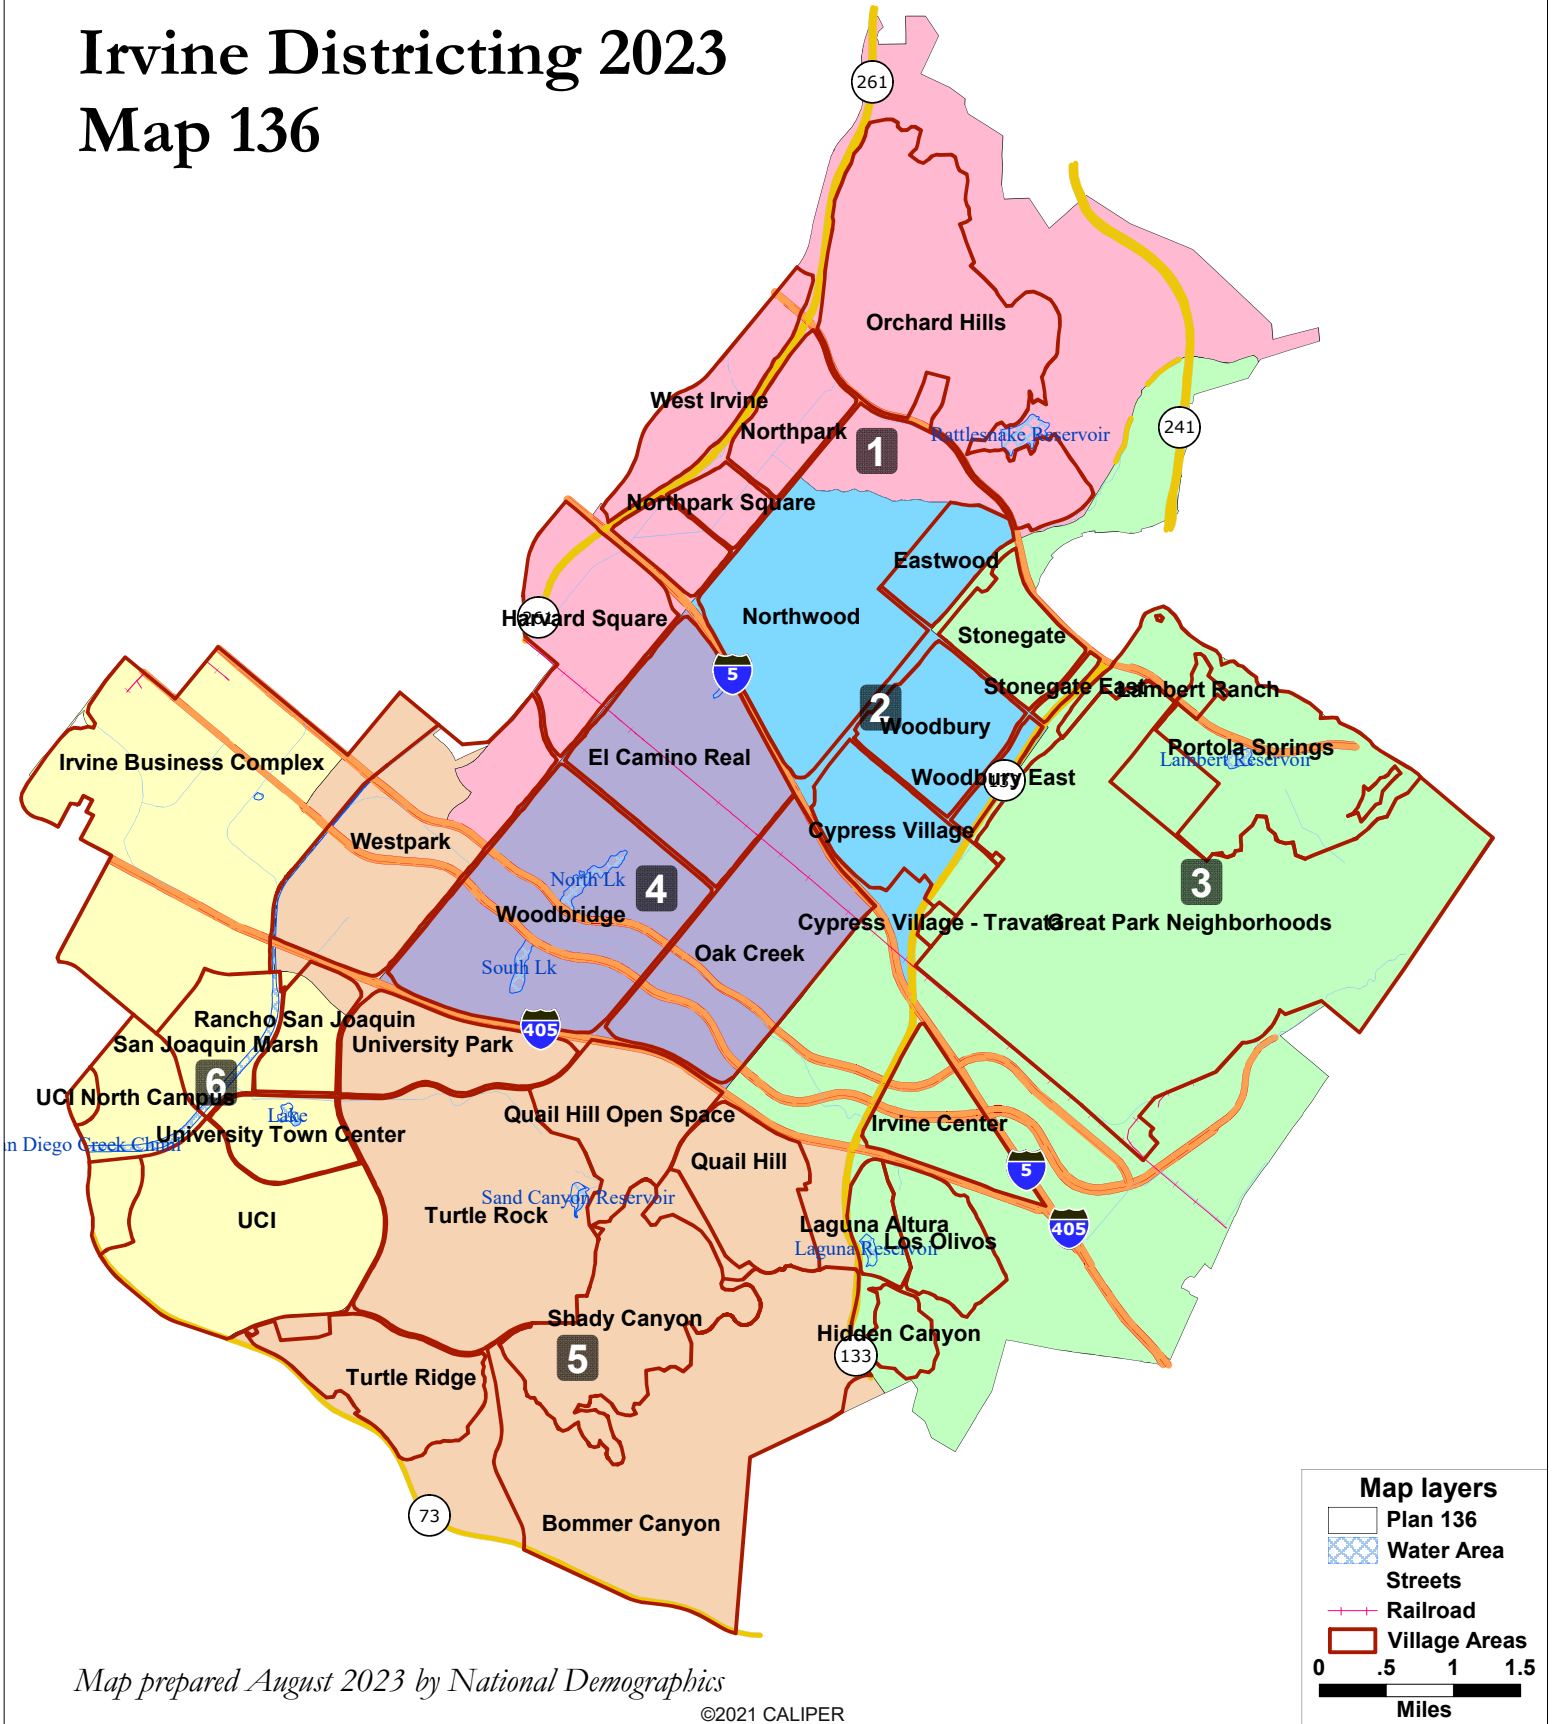 Irvine Districting 2023
Map 136
261
Orchard Hills
West Irvine
Northpark
1
Rattlesnake Reservoir
241
Northpark Square
Eastwood
261
Harvard Square
Northwood
Stonegate
5
Stonegate East
Lambert Ranch
2
Woodbury
Portola Springs
Lambert Reservoir
Irvine Business Complex
El Camino Real
Woodbury East
133
Cypress Village
Westpark
North Lk
4
3
Woodbridge
Cypress Village - Travata
Great Park Neighborhoods
Oak Creek
South Lk
Rancho San Joaquin
405
San Joaquin Marsh
University Park
6
UCI North Campus
Lake
Quail Hill Open Space
Irvine Center
University Town Center
an Diego Creek Chnnl
Quail Hill
5
Sand Canyon Reservoir
UCI
Turtle Rock
Laguna Altura
405
Los Olivos
Laguna Reservoir
Shady Canyon
Hidden Canyon
5
133
Turtle Ridge
73
Bommer Canyon
Map layers
Plan 136
Water Area
Streets
Railroad
Village Areas
0 .5 1 1.5
Miles
Map prepared August 2023 by National Demographics
©2021 CALIPER